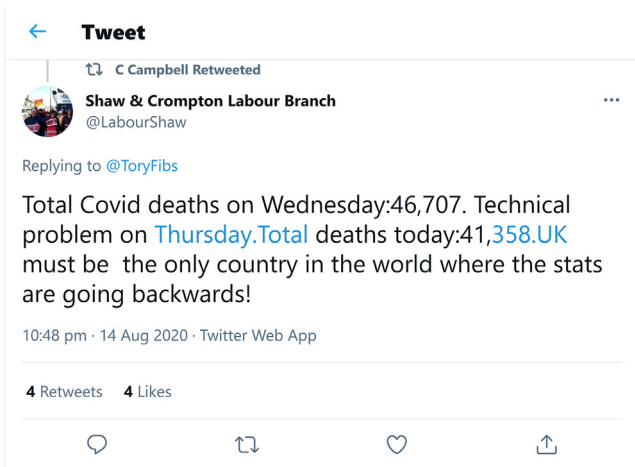 Tweet
C Campbell Retweeted
Shaw & Crompton Labour Branch
@LabourShaw
Replying to @ToryFibs
Total Covid deaths on Wednesday:46,707. Technical
problem on Thursday.Total deaths today:41,358.UK
must be  the only country in the world where the stats
are going backwards!
10:48 pm · 14 Aug 2020 · Twitter Web App
4 Retweets 4 Likes